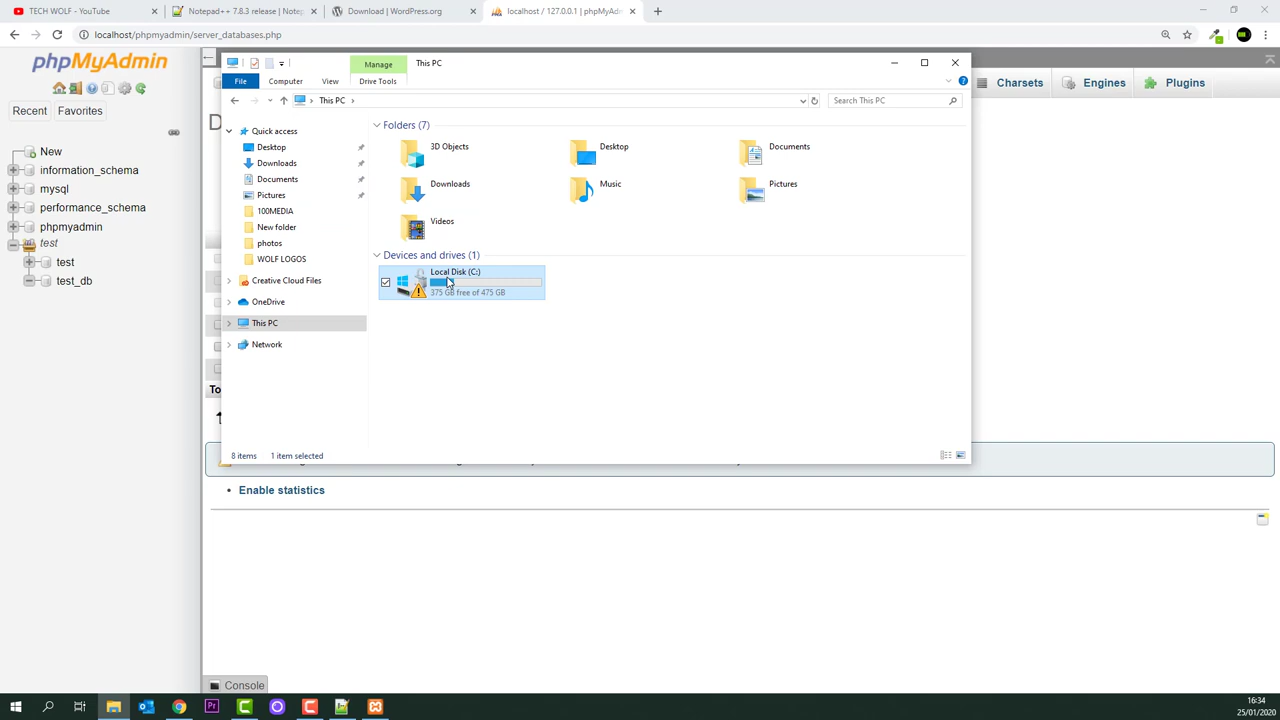 TECH WOLF - YouTube
Notepad++ 7.8.3 release | Notep
Download | WordPress.org
localhost / 127.0.0.1 | phpMyAdm
localhost/phpmyadmin/server_databases.php
phpMyAdmin
Recent
Favorites
New
information_schema
mysql
performance_schema
phpmyadmin
test
test
test_db
Charsets
Engines
Plugins
Manage
This PC
File
Computer
View
Drive Tools
This PC
Search This PC
Quick access
Desktop
Downloads
Documents
Pictures
100MEDIA
New folder
photos
WOLF LOGOS
Creative Cloud Files
OneDrive
This PC
Network
Folders (7)
3D Objects
Desktop
Documents
Downloads
Music
Pictures
Videos
Devices and drives (1)
Local Disk (C:)
375 GB free of 475 GB
8 items
1 item selected
D
To
• Enable statistics
Console
16:34
25/01/2020